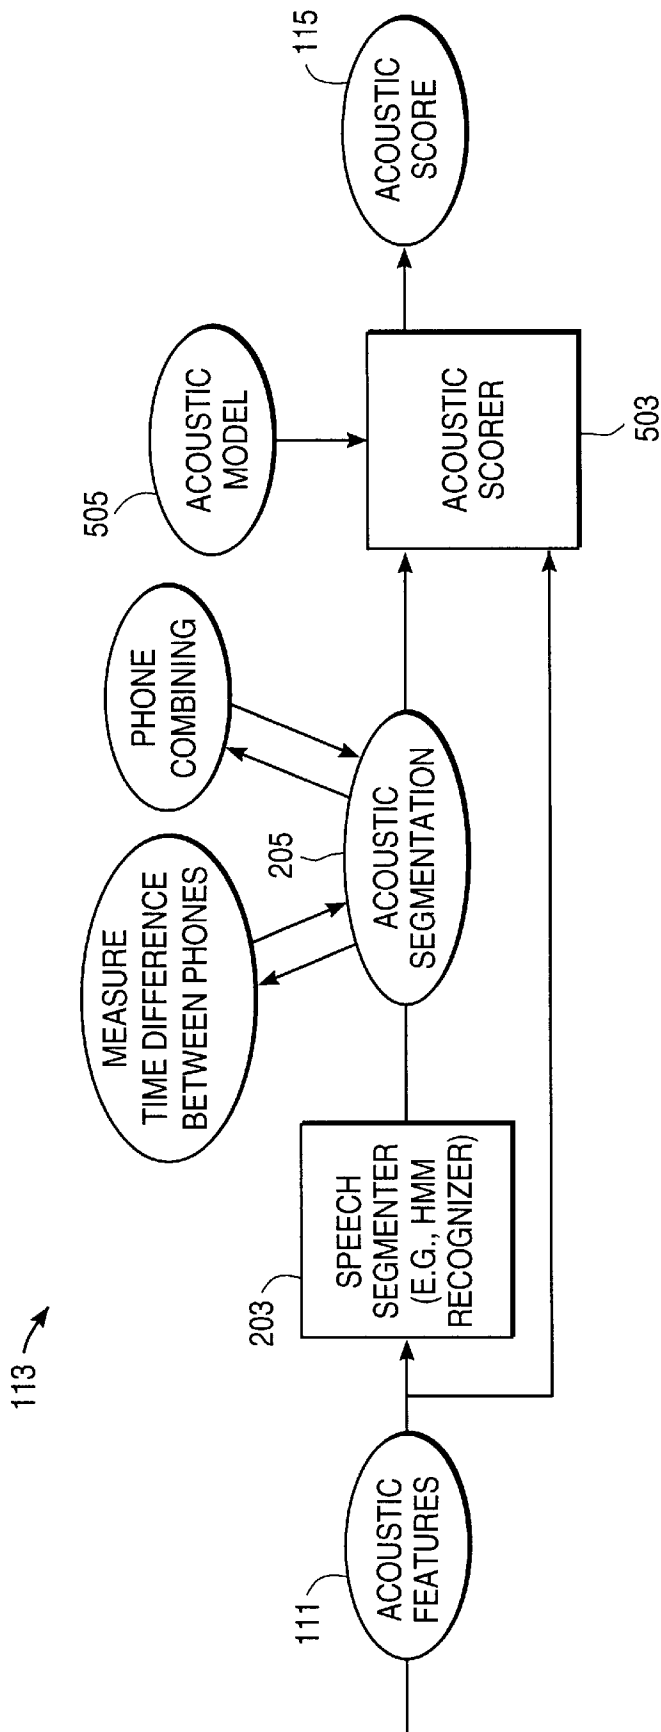 113
111
ACOUSTIC
FEATURES
203
SPEECH
SEGMENTER
(E.G., HMM
RECOGNIZER)
MEASURE
TIME DIFFERENCE
BETWEEN PHONES
205
ACOUSTIC
SEGMENTATION
PHONE
COMBINING
505
ACOUSTIC
MODEL
ACOUSTIC
SCORER
503
115
ACOUSTIC
SCORE